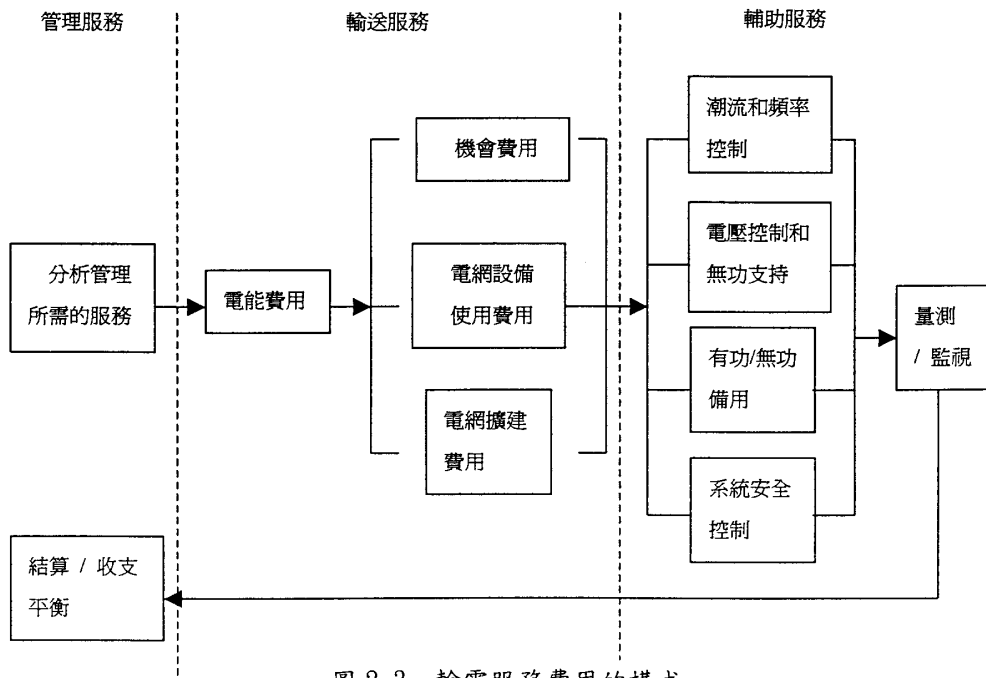 管理服務
輸送服務
輔助服務
潮流和頻率
控制
機會費用
電壓控制和
無功支持
分析管理
所需的服務
電能費用
電網設備
使用費用
量測
/ 監視
有功/無功
備用
電網擴建
費用
系統安全
控制
結算 / 收支
平衡